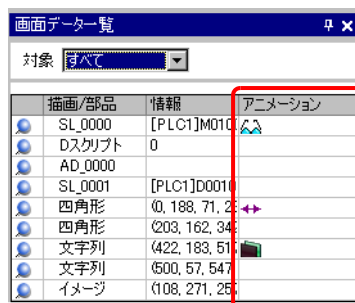 画面データ一覧
対象 すべて
描画/部品 情報 アニメーション
SL_0000 [PLC1]M010
Dスクリプト 0
AD_0000
SL_0001 [PLC1]D0010
四角形 (0, 188, 71, 2
四角形 (203, 162, 34
文字列 (422, 183, 51
文字列 (500, 57, 547
イメージ (108, 271, 25